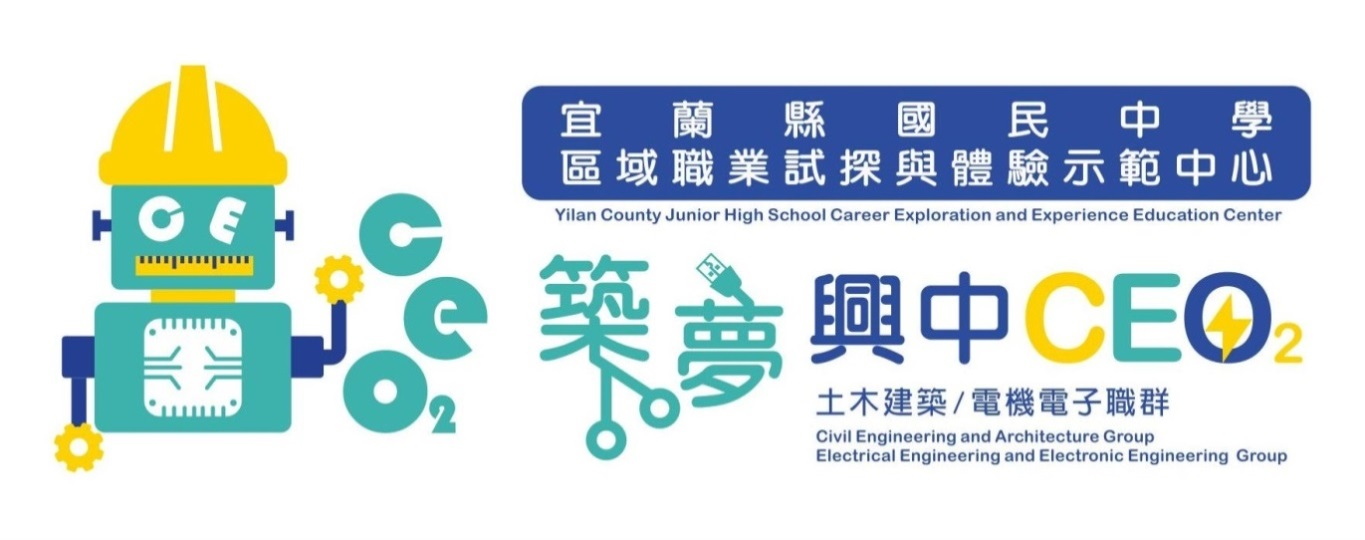 CE
CeO2
宜蘭縣國民中學
區域職業試探與體驗示範中心
Yilan County Junior High School Career Exploration and Experience Education Center
築夢興中CEO2
土木建築/電機電子職群
Civil Engineering and Architecture Group
Electrical Engineering and Electronic Engineering Group